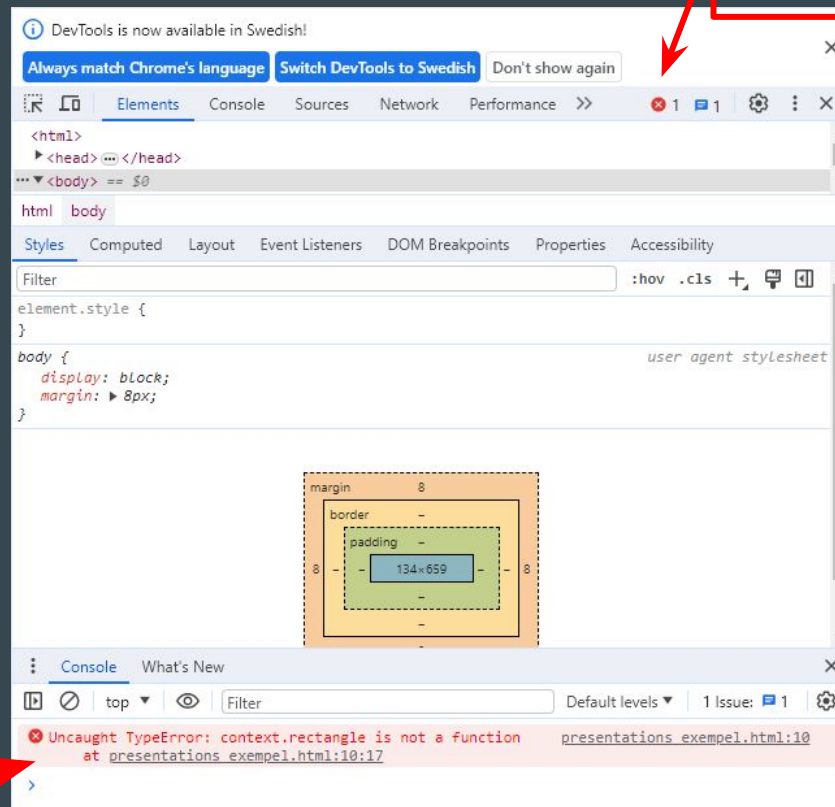 DevTools is now available in Swedish!
Always match Chrome's language Switch DevTools to Swedish Don't show again
Elements Console Sources Network Performance >> 1 1
<html>
<head> ... </head>
... <body> == $0
html body
Styles Computed Layout Event Listeners DOM Breakpoints Properties Accessibility
Filter :hov .cls +
element.style {
}
body { user agent stylesheet
display: block;
margin: 8px;
}
margin 8
border –
padding –
8 – – 134×659 – – 8
–
–
-
Console What's New
top Filter Default levels 1 Issue: 1
Uncaught TypeError: context.rectangle is not a function presentations exempel.html:10
at presentations exempel.html:10:17
>